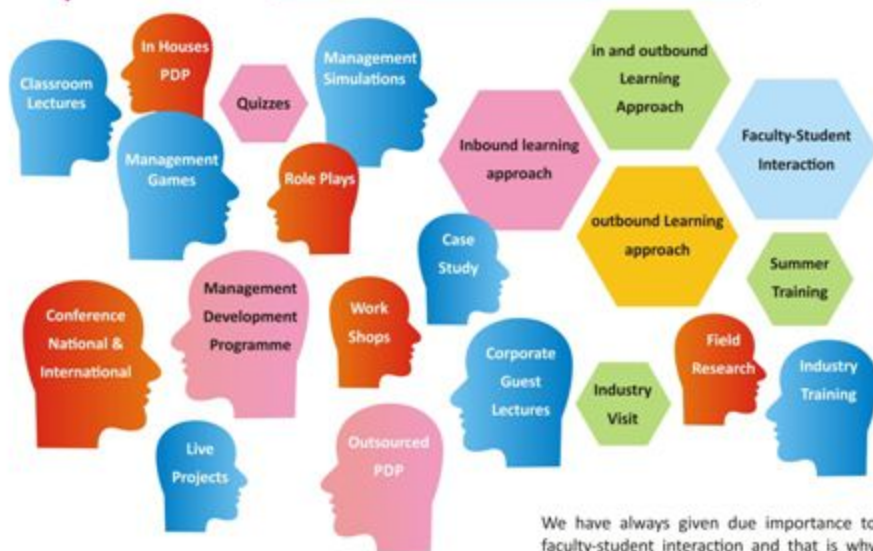 In Houses
PDP
Classroom
Lectures
Quizzes
Management
Simulations
in and outbound
Learning
Approach
Inbound learning
approach
Faculty-Student
Interaction
Management
Games
Role Plays
outbound Learning
approach
Case
Study
Summer
Training
Conference
National &
International
Management
Development
Programme
Work
Shops
Corporate
Guest
Lectures
Industry
Visit
Field
Research
Industry
Training
Live
Projects
Outsourced
PDP
We have always given due importance to
faculty-student interaction and that is why